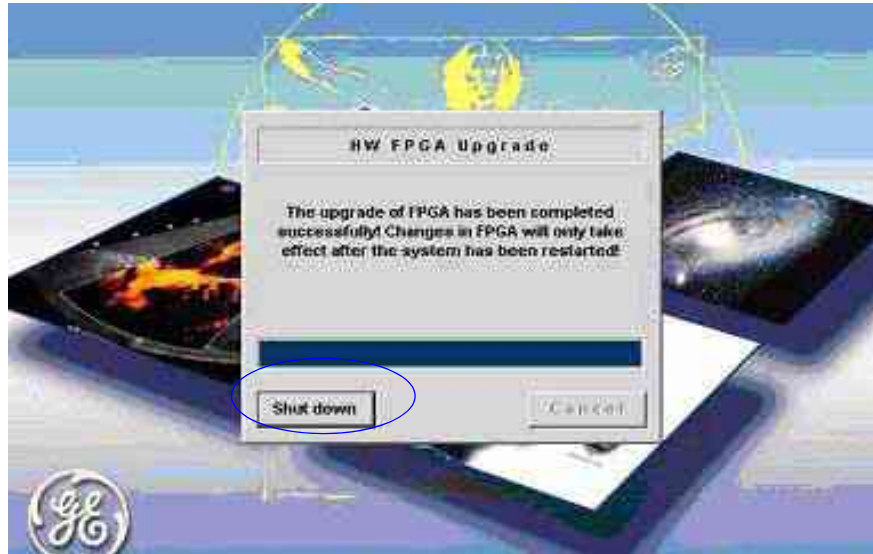 HW FPGA Upgrade
The upgrade of FPGA has been completed
successfully! Changes in FPGA will only take
effect after the system has been restarted!
Shut down
Cancel
GE